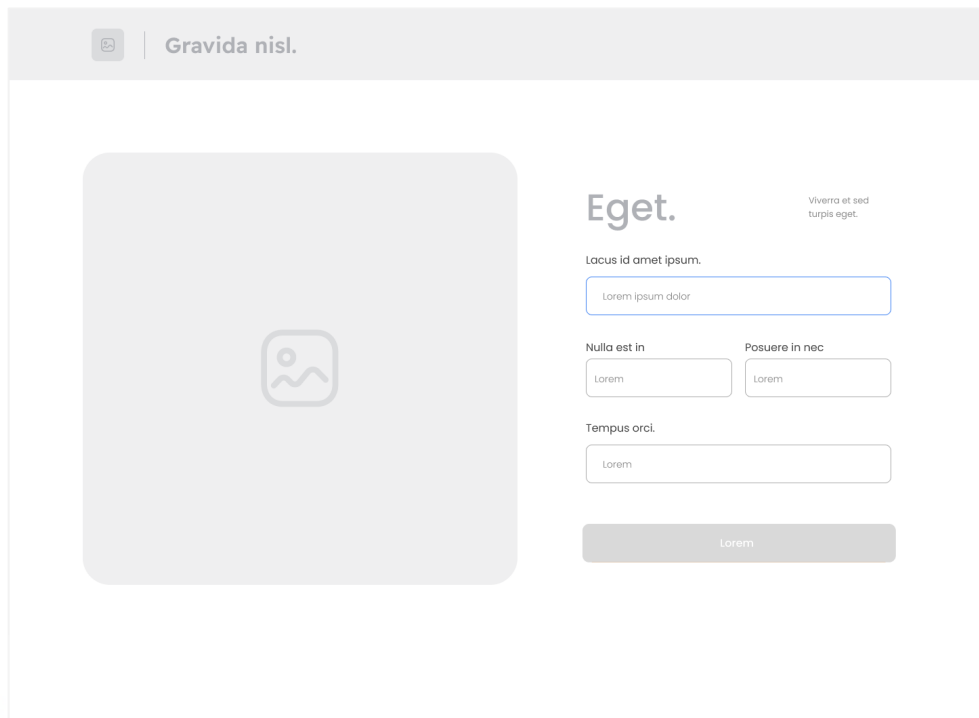 Gravida nisl.
Eget.
Viverra et sed
turpis eget.
Lacus id amet ipsum.
Lorem ipsum dolor
Nulla est in
Posuere in nec
Lorem
Lorem
Tempus orci.
Lorem
Lorem